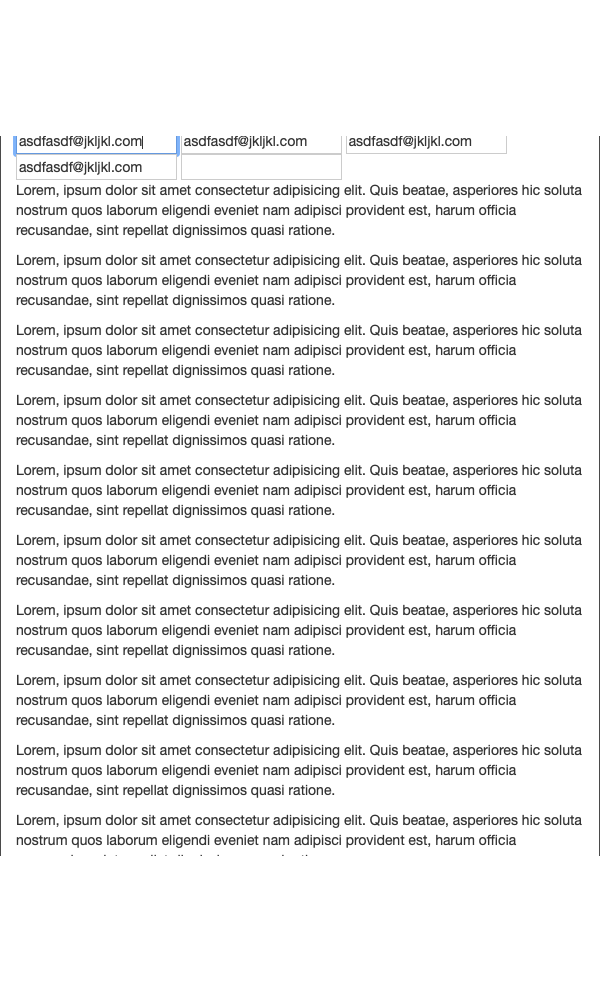 asdfasdf@jkljkl.com asdfasdf@jkljkl.com asdfasdf@jkljkl.com
asdfasdf@jkljkl.com
Lorem, ipsum dolor sit amet consectetur adipisicing elit. Quis beatae, asperiores hic soluta
nostrum quos laborum eligendi eveniet nam adipisci provident est, harum officia
recusandae, sint repellat dignissimos quasi ratione.
Lorem, ipsum dolor sit amet consectetur adipisicing elit. Quis beatae, asperiores hic soluta
nostrum quos laborum eligendi eveniet nam adipisci provident est, harum officia
recusandae, sint repellat dignissimos quasi ratione.
Lorem, ipsum dolor sit amet consectetur adipisicing elit. Quis beatae, asperiores hic soluta
nostrum quos laborum eligendi eveniet nam adipisci provident est, harum officia
recusandae, sint repellat dignissimos quasi ratione.
Lorem, ipsum dolor sit amet consectetur adipisicing elit. Quis beatae, asperiores hic soluta
nostrum quos laborum eligendi eveniet nam adipisci provident est, harum officia
recusandae, sint repellat dignissimos quasi ratione.
Lorem, ipsum dolor sit amet consectetur adipisicing elit. Quis beatae, asperiores hic soluta
nostrum quos laborum eligendi eveniet nam adipisci provident est, harum officia
recusandae, sint repellat dignissimos quasi ratione.
Lorem, ipsum dolor sit amet consectetur adipisicing elit. Quis beatae, asperiores hic soluta
nostrum quos laborum eligendi eveniet nam adipisci provident est, harum officia
recusandae, sint repellat dignissimos quasi ratione.
Lorem, ipsum dolor sit amet consectetur adipisicing elit. Quis beatae, asperiores hic soluta
nostrum quos laborum eligendi eveniet nam adipisci provident est, harum officia
recusandae, sint repellat dignissimos quasi ratione.
Lorem, ipsum dolor sit amet consectetur adipisicing elit. Quis beatae, asperiores hic soluta
nostrum quos laborum eligendi eveniet nam adipisci provident est, harum officia
recusandae, sint repellat dignissimos quasi ratione.
Lorem, ipsum dolor sit amet consectetur adipisicing elit. Quis beatae, asperiores hic soluta
nostrum quos laborum eligendi eveniet nam adipisci provident est, harum officia
recusandae, sint repellat dignissimos quasi ratione.
Lorem, ipsum dolor sit amet consectetur adipisicing elit. Quis beatae, asperiores hic soluta
nostrum quos laborum eligendi eveniet nam adipisci provident est, harum officia